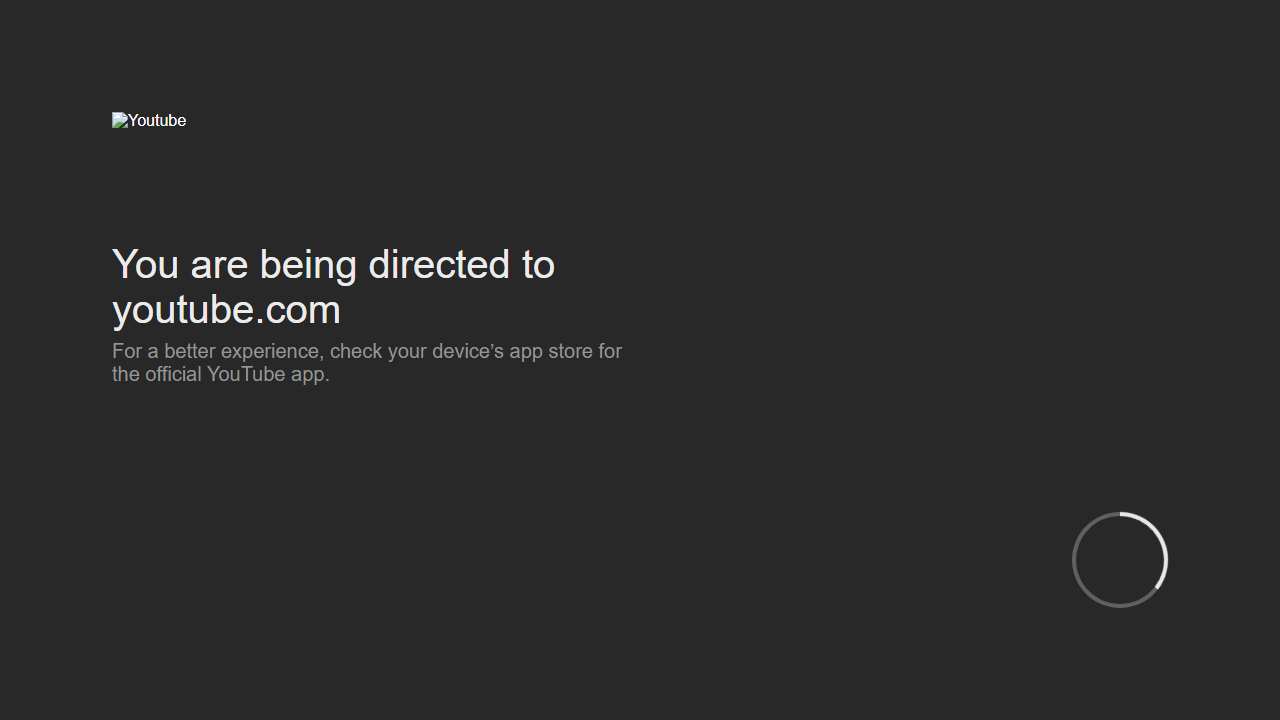 Youtube
You are being directed to
youtube.com
For a better experience, check your device’s app store for
the official YouTube app.